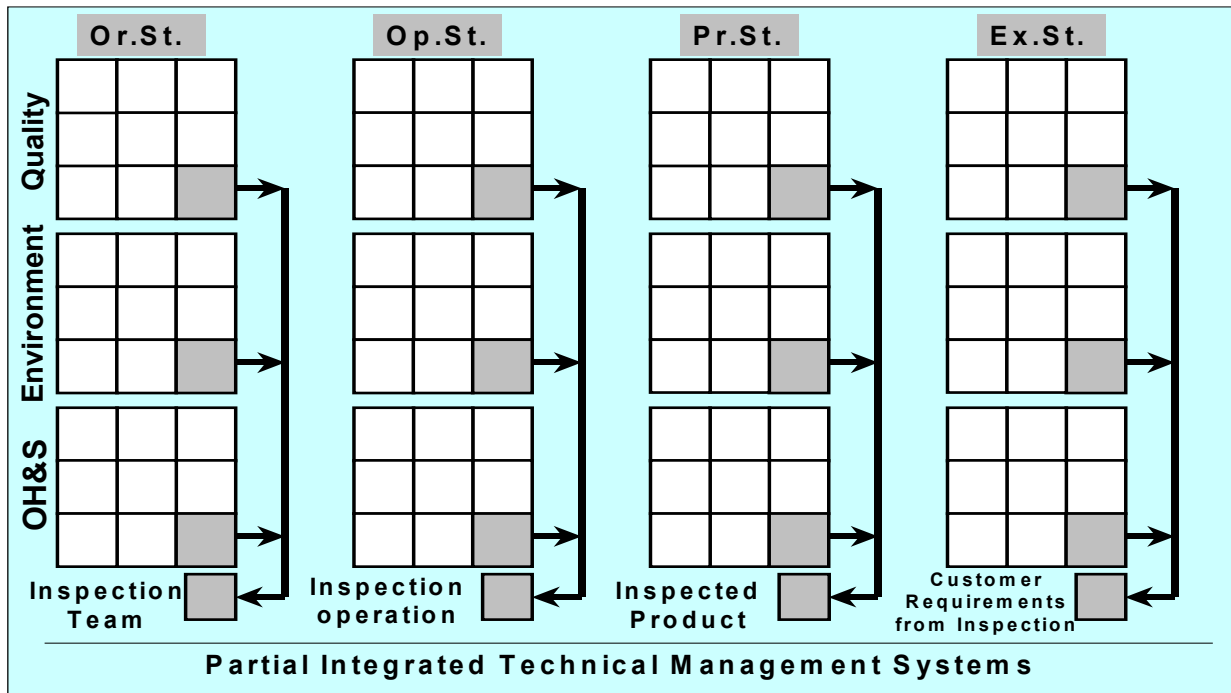 Or.St.
Op.St.
Pr.St.
Ex.St.
Quality
Environment
OH&S
Inspection
Team
Inspection
operation
Inspected
Product
Customer
Requirements
from Inspection
Partial Integrated Technical Management Systems